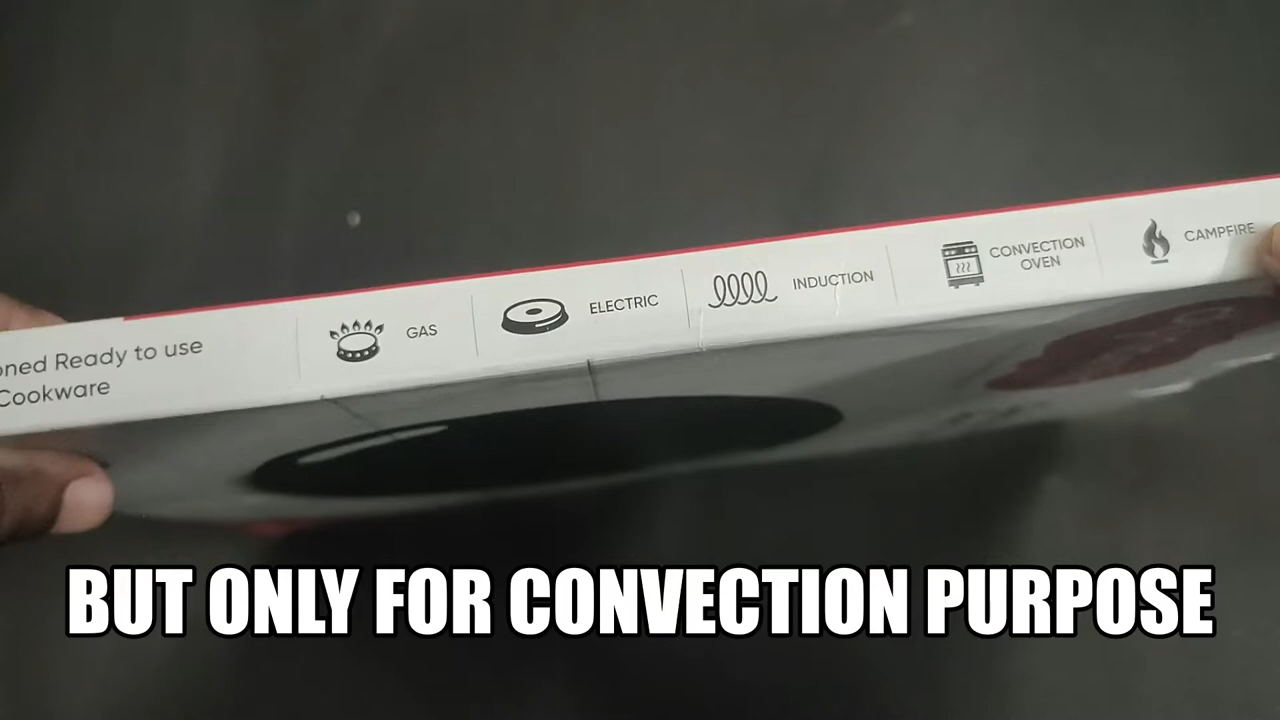 oned Ready to use
Cookware
GAS
ELECTRIC
INDUCTION
CONVECTION
OVEN
CAMPFIRE
BUT ONLY FOR CONVECTION PURPOSE